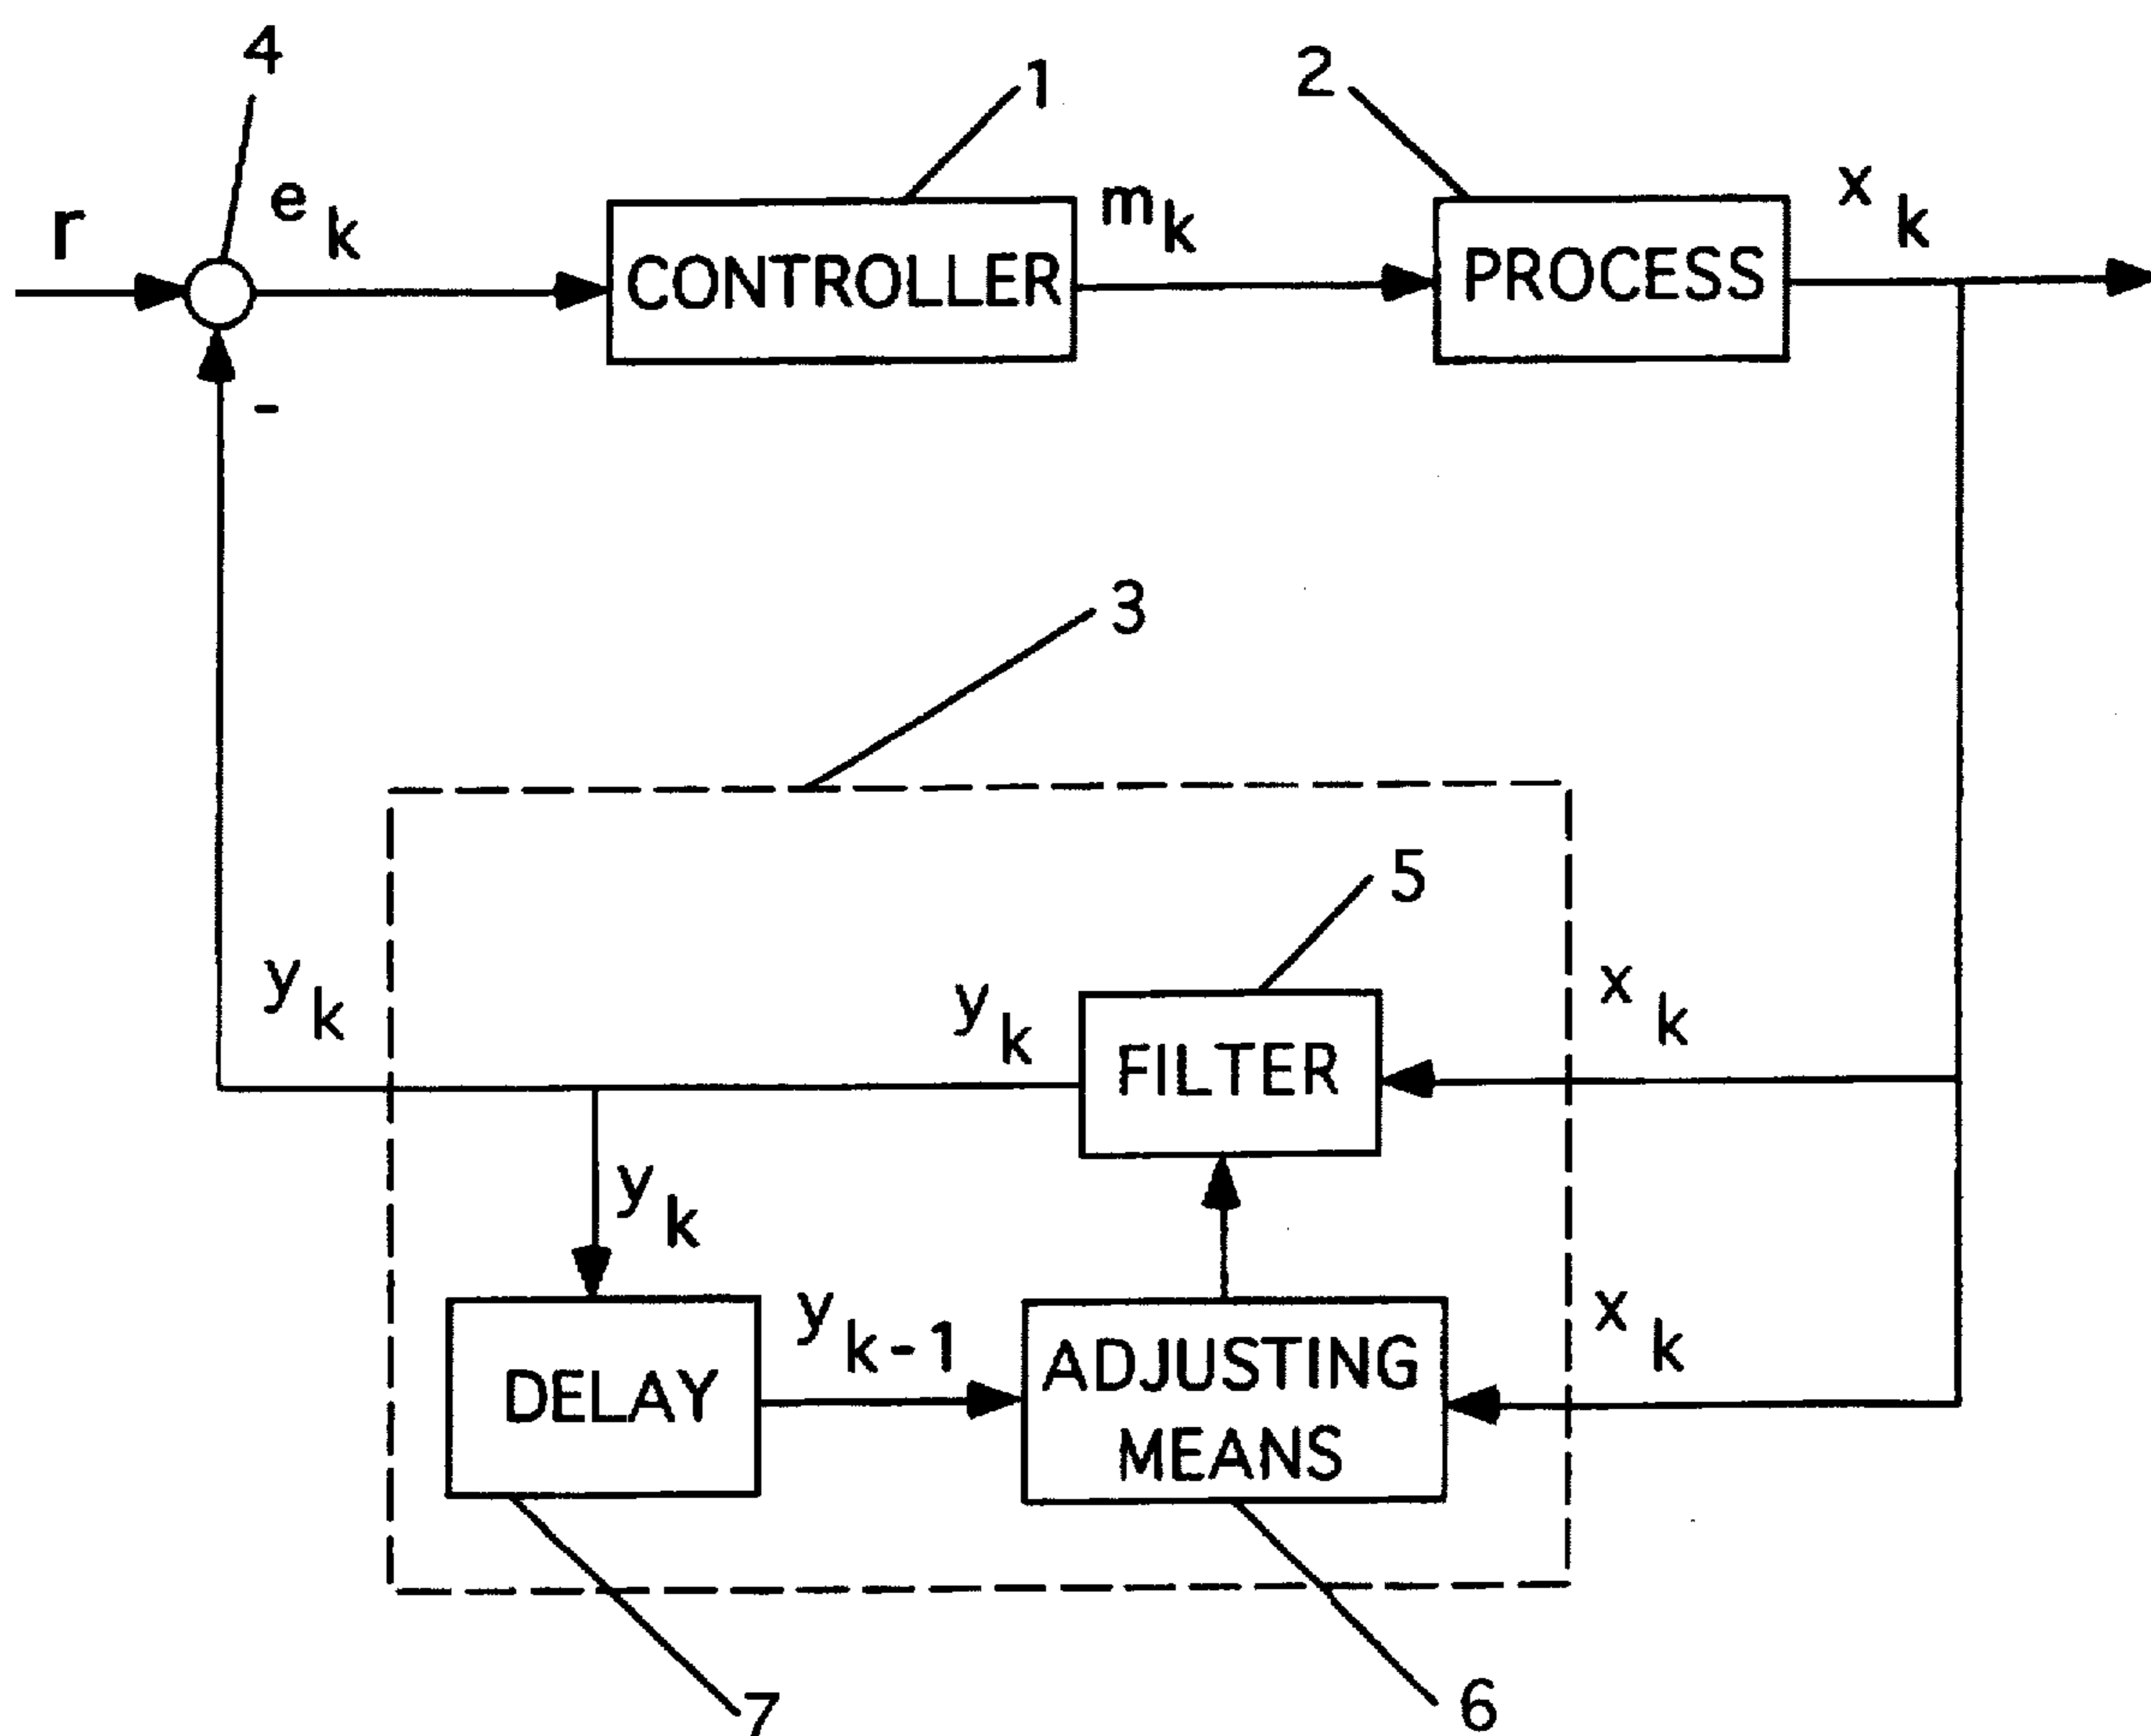 4
1
2
r
e k
CONTROLLER
m k
PROCESS
x k
-
3
5
y k
y k
FILTER
x k
y k
DELAY
y k-1
ADJUSTING
MEANS
x k
7
6